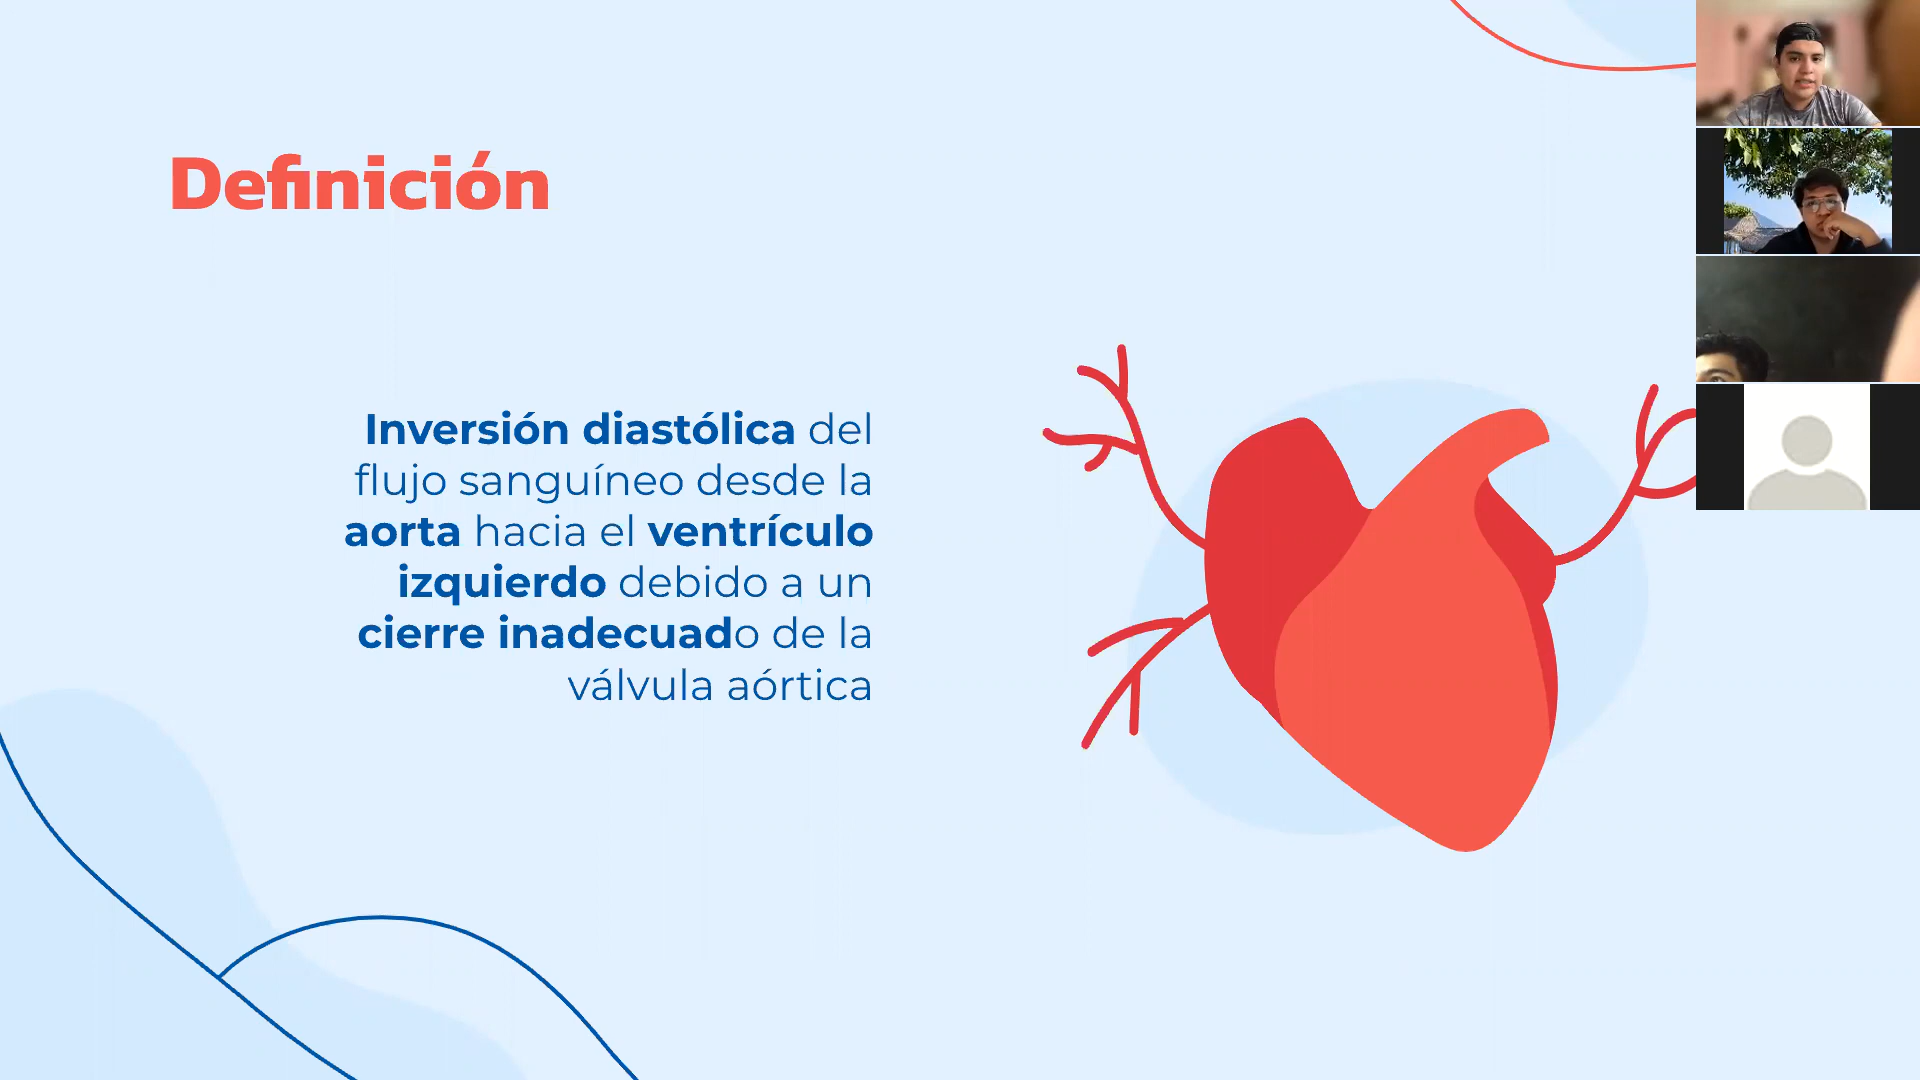 Definición
Inversión diastólica del
flujo sanguíneo desde la
aorta hacia el ventrículo
izquierdo debido a un
cierre inadecuado de la
válvula aórtica